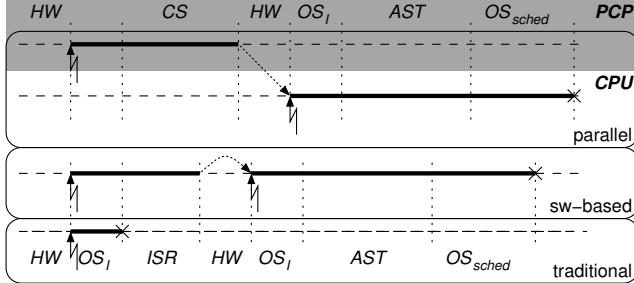 HW CS HW OS_I AST OS_sched PCP
CPU
parallel
sw-based
HW OS_I ISR HW OS_I AST OS_sched
traditional